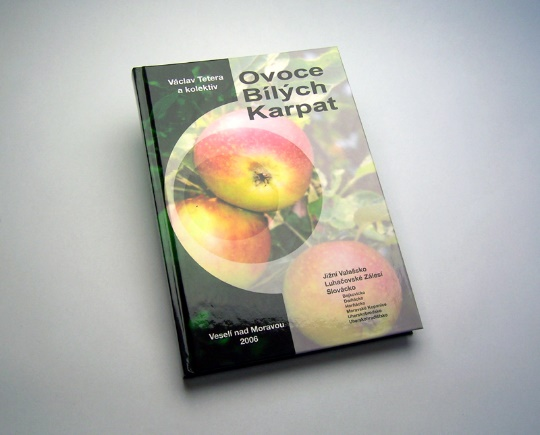 Václav Tetera
a kolektiv
Ovoce
Bílých
Karpat
Jižní Valašsko
Luhačovské Zálesí
Slovácko
Veselí nad Moravou
2006